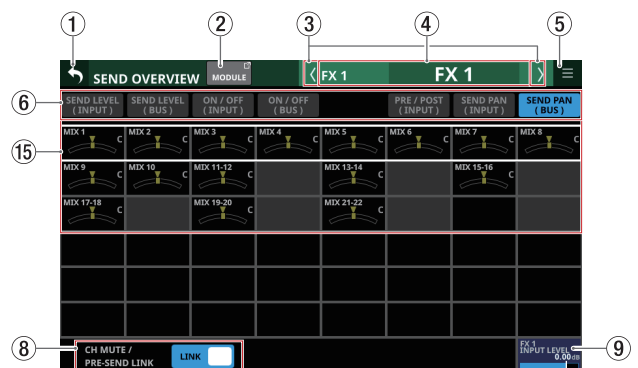 1 2 3 4 5
SEND OVERVIEW MODULE FX 1 FX 1
6
SEND LEVEL SEND LEVEL ON / OFF ON / OFF PRE / POST SEND PAN SEND PAN
( INPUT ) ( BUS ) ( INPUT ) ( BUS ) ( INPUT ) ( INPUT ) ( BUS )
MIX 1 C MIX 2 C MIX 3 C MIX 4 C MIX 5 C MIX 6 C MIX 7 C MIX 8 C
15
MIX 9 C MIX 10 C MIX 11-12 C MIX 13-14 C MIX 15-16 C
MIX 17-18 C MIX 19-20 C MIX 21-22 C
8 CH MUTE / LINK FX 1 9
PRE-SEND LINK INPUT LEVEL
0.00dB